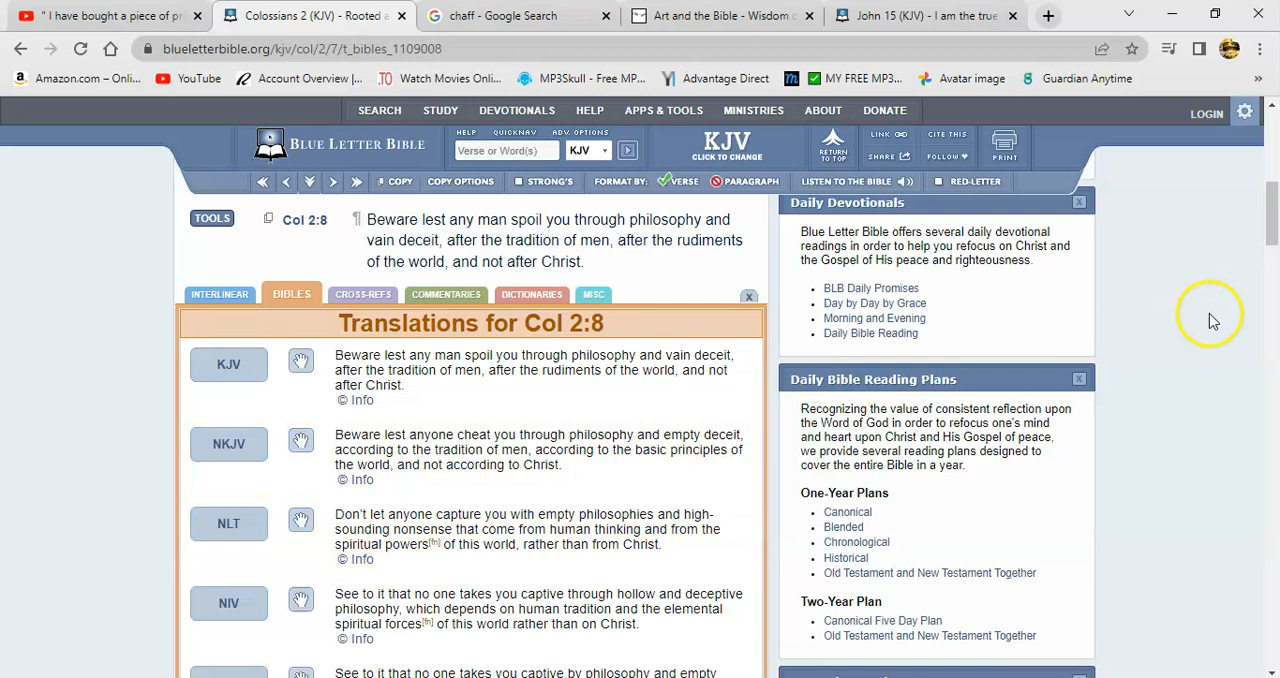 " I have bought a piece of pr
Colossians 2 (KJV) - Rooted a
chaff - Google Search
Art and the Bible - Wisdom c
John 15 (KJV) - I am the true
blueletterbible.org/kjv/col/2/7/t_bibles_1109008
Amazon.com – Onli...
YouTube
Account Overview |...
Watch Movies Onlin...
MP3Skull - Free MP...
Advantage Direct
MY FREE MP3...
Avatar image
Guardian Anytime
SEARCH
STUDY
DEVOTIONALS
HELP
APPS & TOOLS
MINISTRIES
ABOUT
DONATE
LOGIN
BLUE LETTER BIBLE
HELP QUICKNAV ADV. OPTIONS
Verse or Word(s)
KJV
KJV
CLICK TO CHANGE
RETURN
TO TOP
LINK
SHARE
CITE THIS
FOLLOW
PRINT
COPY
COPY OPTIONS
STRONG'S
FORMAT BY:
VERSE
PARAGRAPH
LISTEN TO THE BIBLE
RED-LETTER
TOOLS
Col 2:8
¶ Beware lest any man spoil you through philosophy and
vain deceit, after the tradition of men, after the rudiments
of the world, and not after Christ.
INTERLINEAR
BIBLES
CROSS-REFS
COMMENTARIES
DICTIONARIES
MISC
X
Translations for Col 2:8
KJV
Beware lest any man spoil you through philosophy and vain deceit,
after the tradition of men, after the rudiments of the world, and not
after Christ.
© Info
NKJV
Beware lest anyone cheat you through philosophy and empty deceit,
according to the tradition of men, according to the basic principles of
the world, and not according to Christ.
© Info
NLT
Don't let anyone capture you with empty philosophies and high-
sounding nonsense that come from human thinking and from the
spiritual powers[fn] of this world, rather than from Christ.
© Info
NIV
See to it that no one takes you captive through hollow and deceptive
philosophy, which depends on human tradition and the elemental
spiritual forces[fn] of this world rather than on Christ.
© Info
See to it that no one takes you captive by philosophy and empty
Daily Devotionals
X
Blue Letter Bible offers several daily devotional
readings in order to help you refocus on Christ and
the Gospel of His peace and righteousness.
BLB Daily Promises
Day by Day by Grace
Morning and Evening
Daily Bible Reading
Daily Bible Reading Plans
X
Recognizing the value of consistent reflection upon
the Word of God in order to refocus one's mind
and heart upon Christ and His Gospel of peace,
we provide several reading plans designed to
cover the entire Bible in a year.
One-Year Plans
Canonical
Blended
Chronological
Historical
Old Testament and New Testament Together
Two-Year Plan
Canonical Five Day Plan
Old Testament and New Testament Together